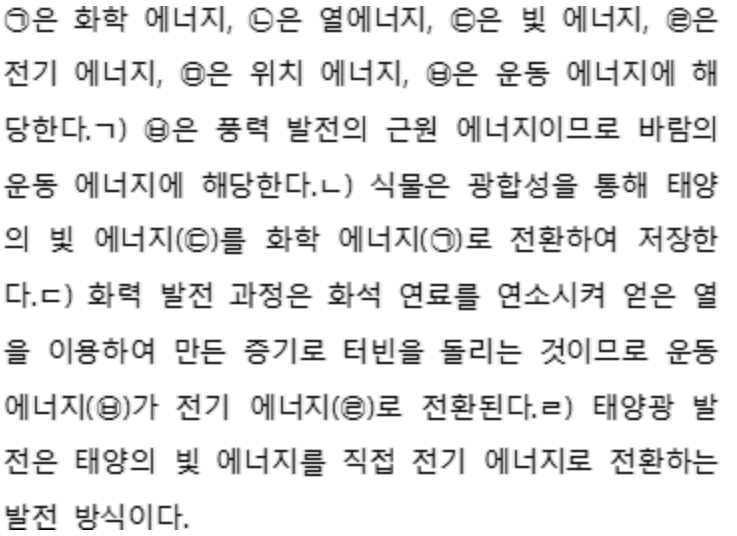 ㉠은 화학 에너지, ㉡은 열에너지, ㉢은 빛 에너지, ㉣은
전기 에너지, ㉤은 위치 에너지, ㉥은 운동 에너지에 해
당한다.ㄱ) ㉥은 풍력 발전의 근원 에너지이므로 바람의
운동 에너지에 해당한다.ㄴ) 식물은 광합성을 통해 태양
의 빛 에너지(㉢)를 화학 에너지(㉠)로 전환하여 저장한
다.ㄷ) 화력 발전 과정은 화석 연료를 연소시켜 얻은 열
을 이용하여 만든 증기로 터빈을 돌리는 것이므로 운동
에너지(㉥)가 전기 에너지(㉣)로 전환된다.ㄹ) 태양광 발
전은 태양의 빛 에너지를 직접 전기 에너지로 전환하는
발전 방식이다.